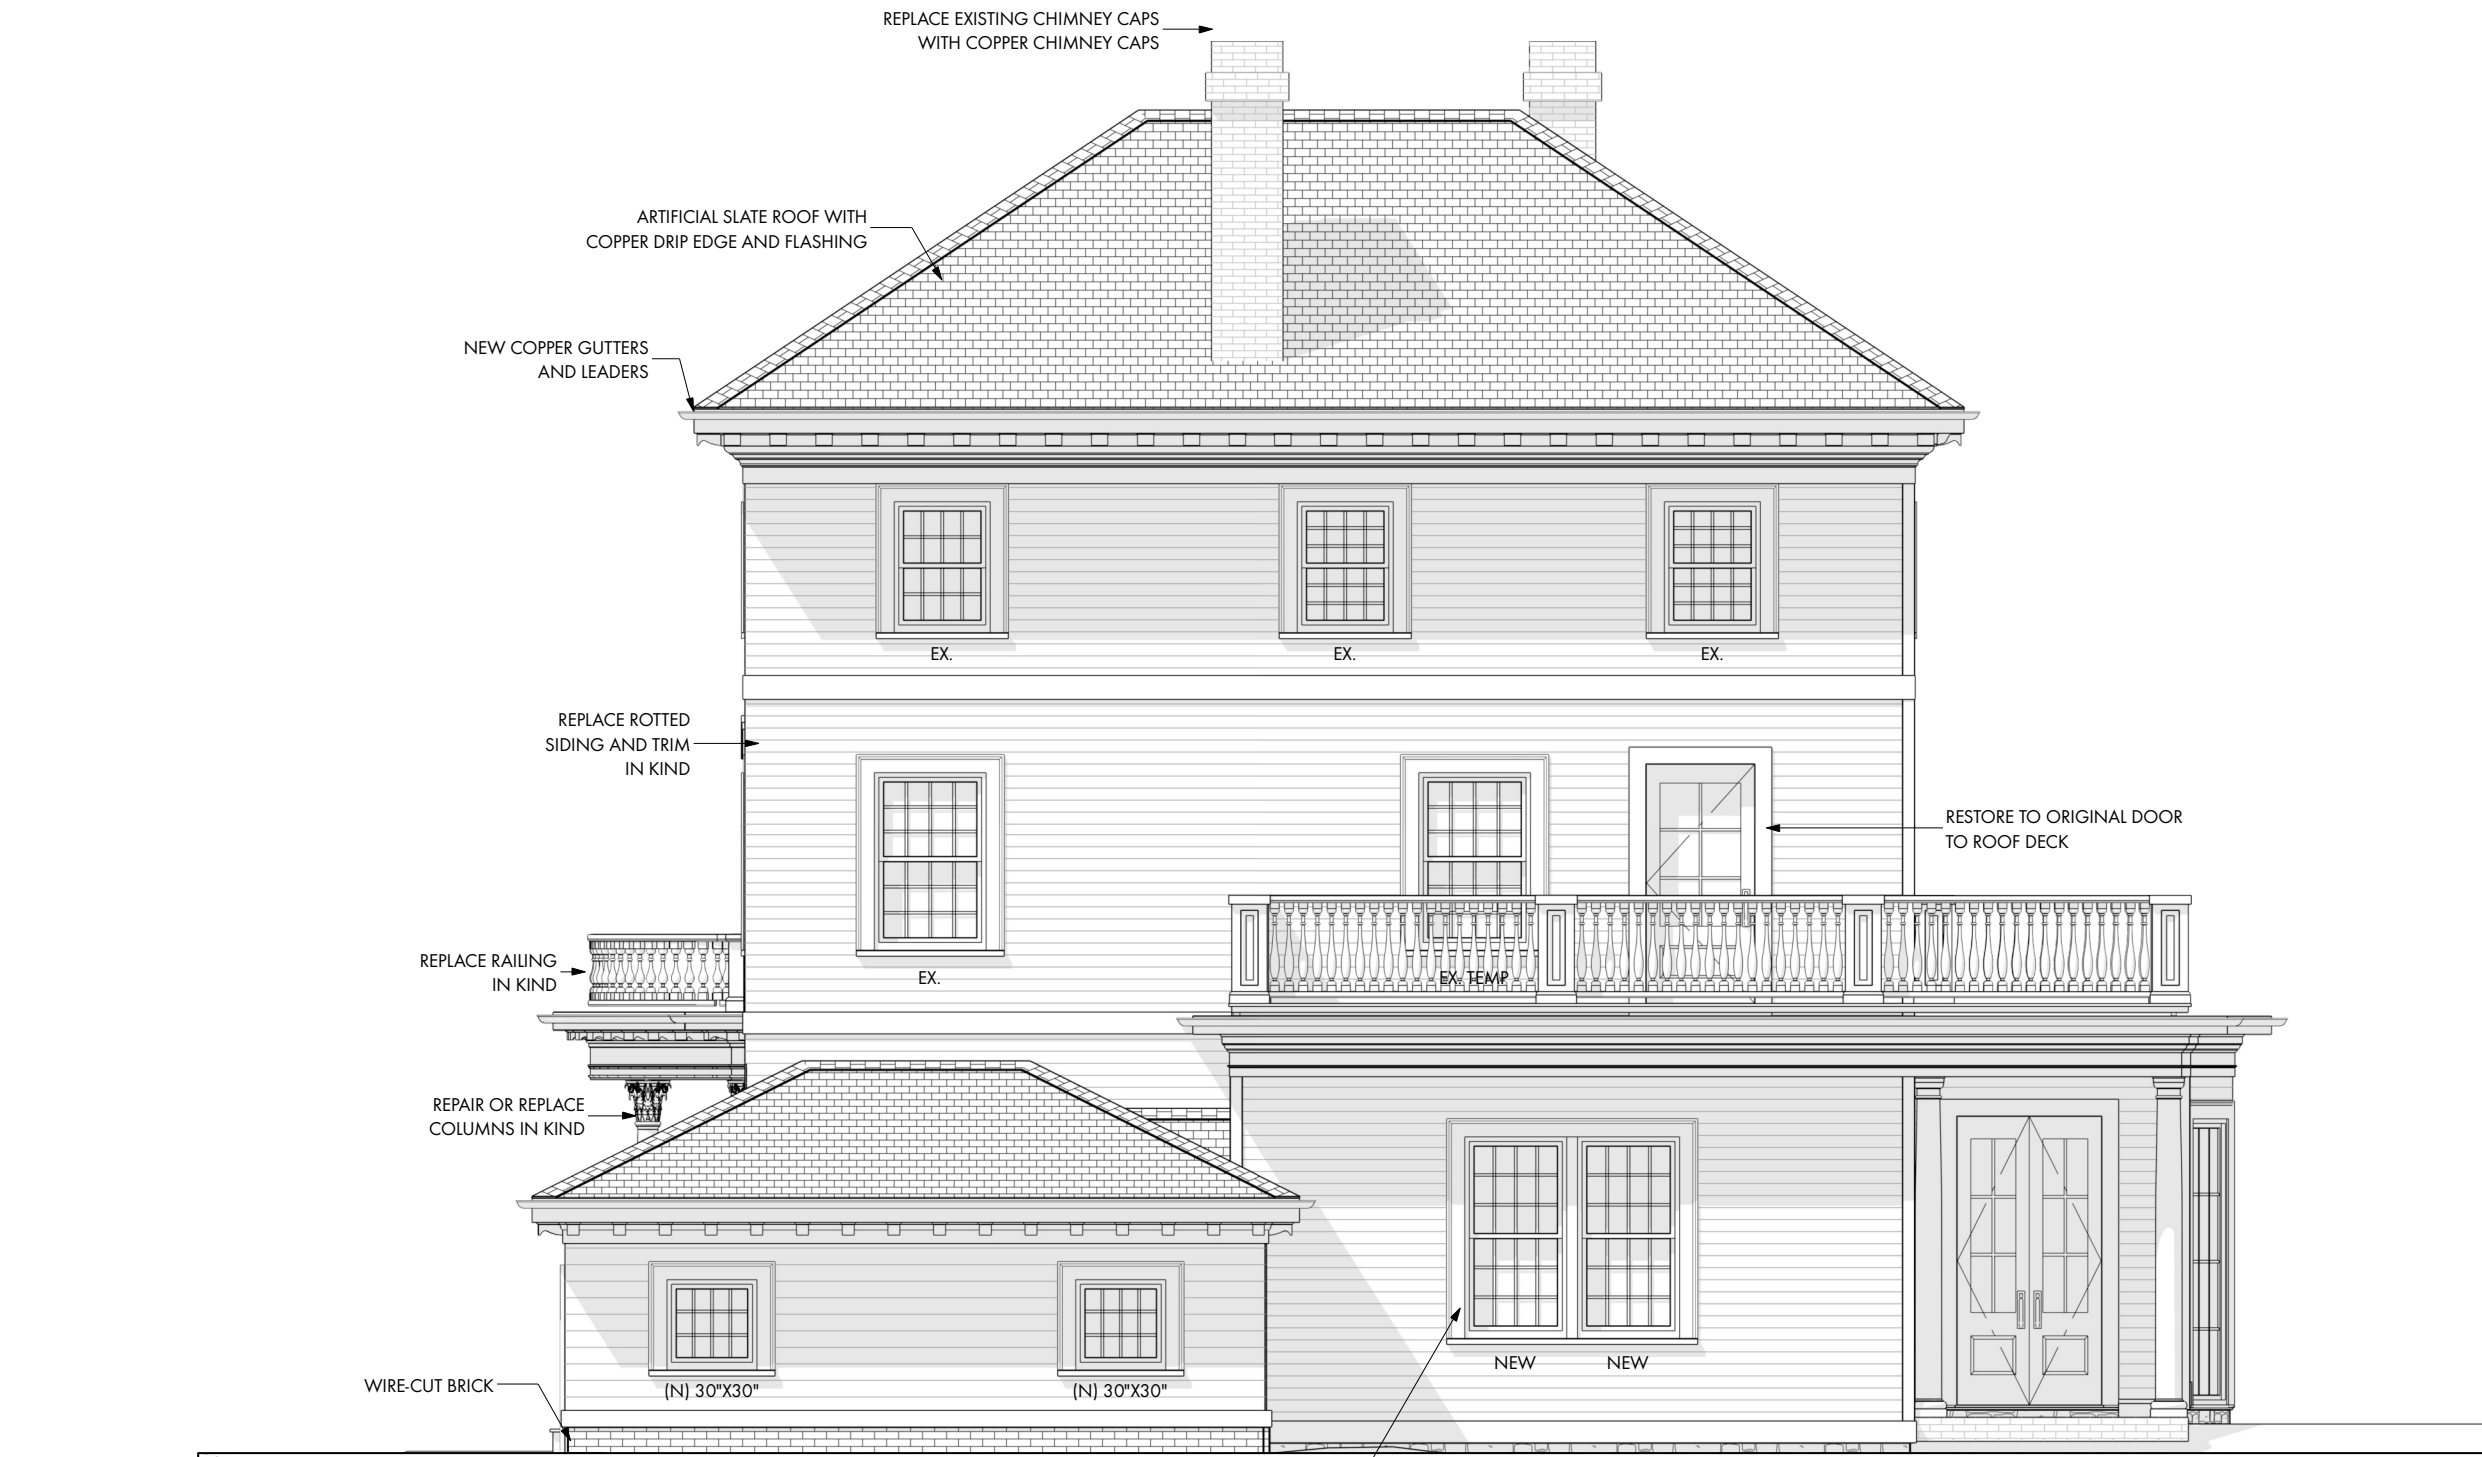 REPLACE EXISTING CHIMNEY CAPS
WITH COPPER CHIMNEY CAPS
ARTIFICIAL SLATE ROOF WITH
COPPER DRIP EDGE AND FLASHING
NEW COPPER GUTTERS
AND LEADERS
EX.
EX.
EX.
REPLACE ROTTED
SIDING AND TRIM
IN KIND
RESTORE TO ORIGINAL DOOR
TO ROOF DECK
REPLACE RAILING
IN KIND
EX.
EX. TEMP
REPAIR OR REPLACE
COLUMNS IN KIND
NEW
NEW
WIRE-CUT BRICK
(N) 30"X30"
(N) 30"X30"